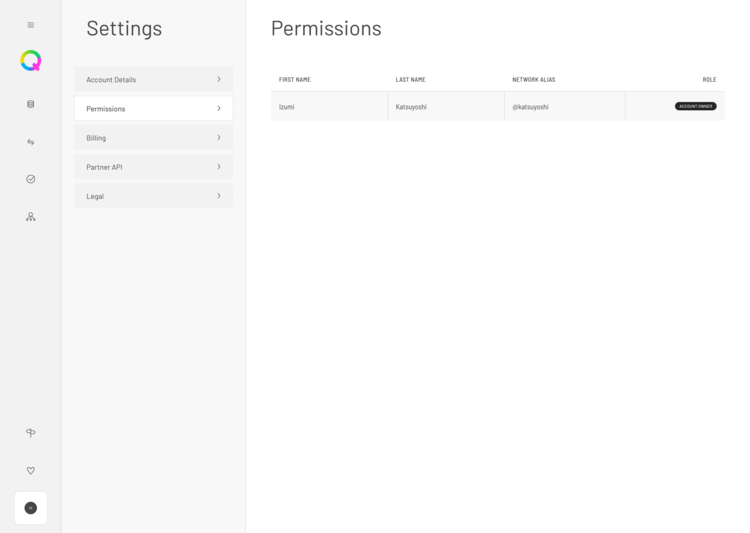 Settings
Account Details
Permissions
Billing
Partner API
Legal
Permissions
FIRST NAME LAST NAME NETWORK ALIAS ROLE
Izumi Katsuyoshi @katsuyoshi ACCOUNT OWNER